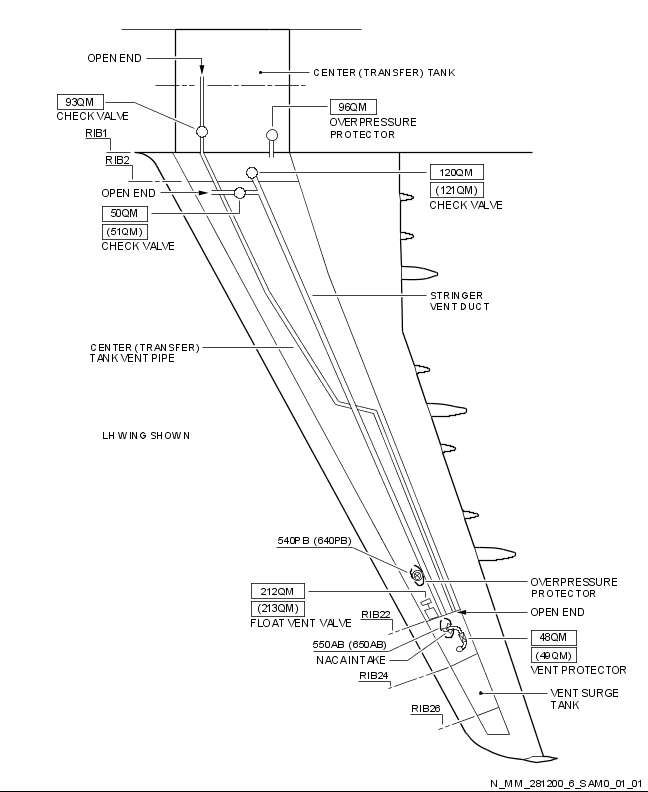 OPEN END
CENTER (TRANSFER) TANK
93QM
CHECK VALVE
96QM
OVERPRESSURE
PROTECTOR
RIB1
RIB2
120QM
(121QM)
CHECK VALVE
OPEN END
50QM
(51QM)
CHECK VALVE
STRINGER
VENT DUCT
CENTER (TRANSFER)
TANK VENT PIPE
LH WING SHOWN
540PB (640PB)
OVERPRESSURE
PROTECTOR
212QM
(213QM)
FLOAT VENT VALVE
RIB22
OPEN END
550AB (650AB)
NACA INTAKE
48QM
(49QM)
VENT PROTECTOR
RIB24
VENT SURGE
TANK
RIB26
N_MM_281200_6_SAM0_01_01